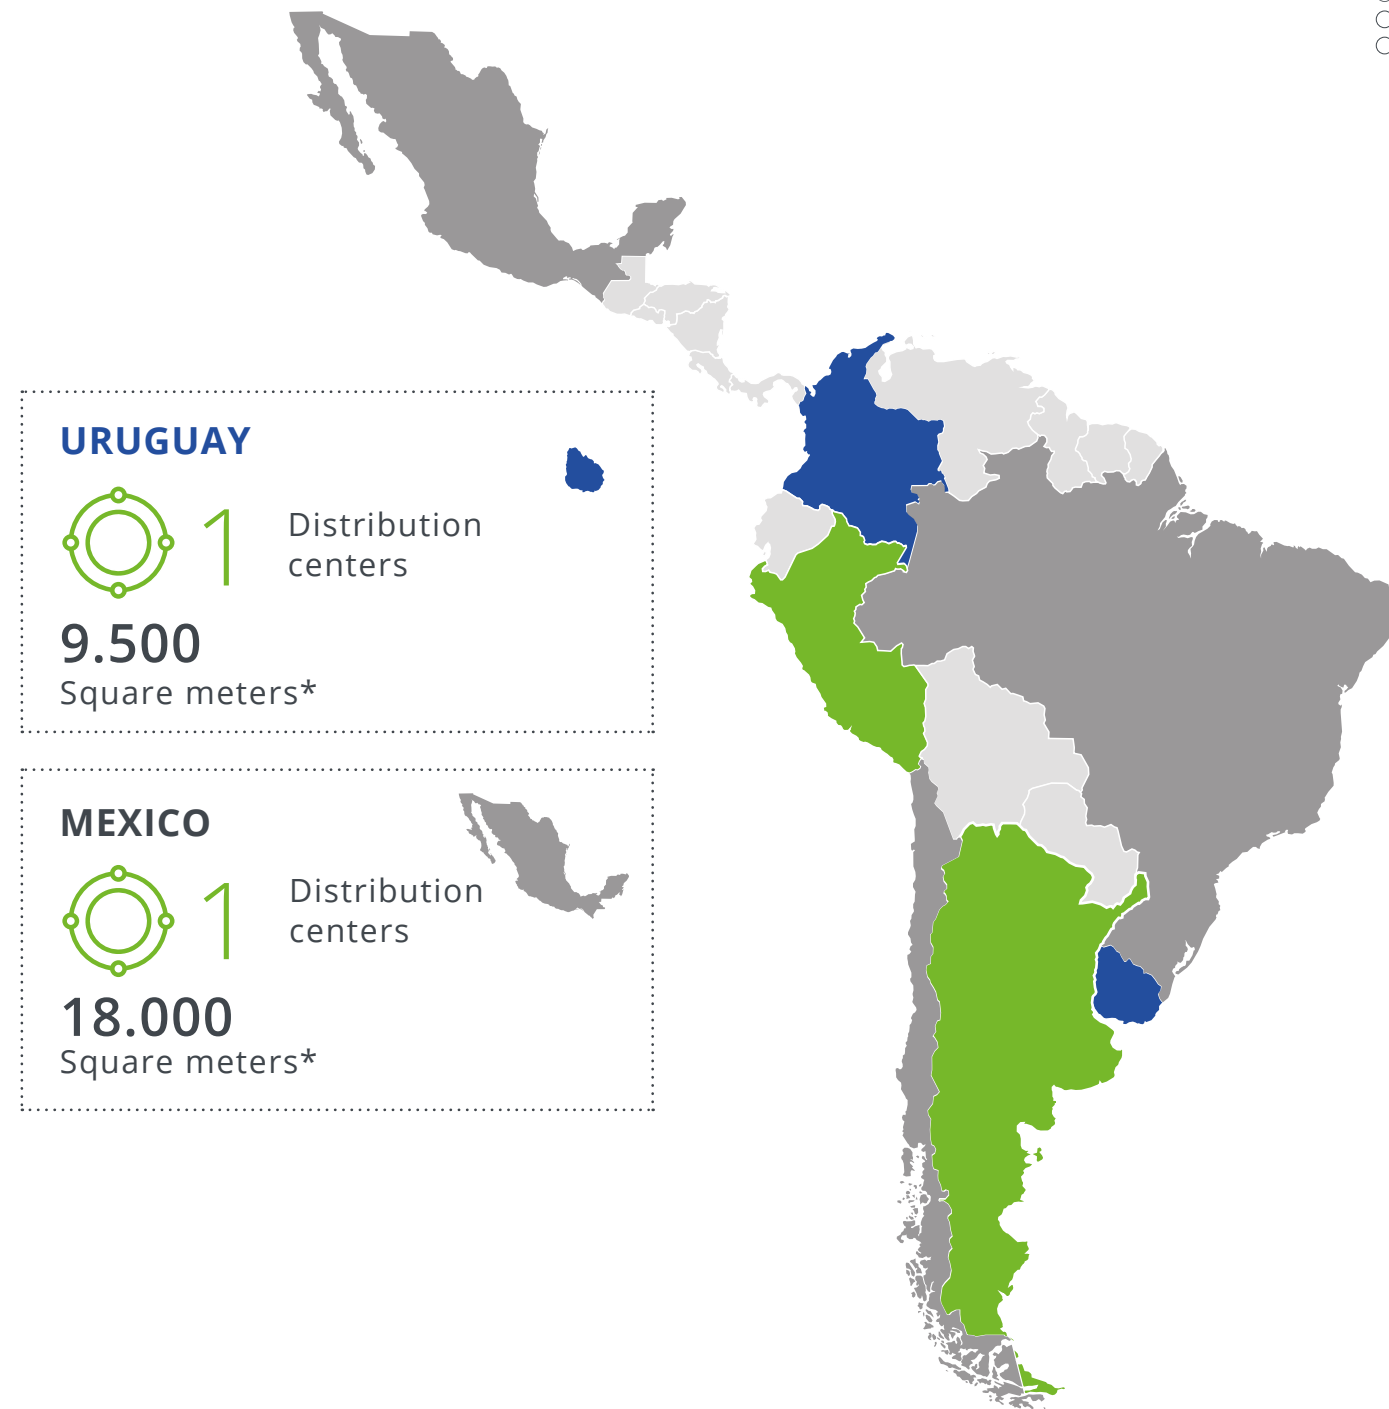 URUGUAY
1
Distribution
centers
9.500
Square meters*
MEXICO
1
Distribution
centers
18.000
Square meters*